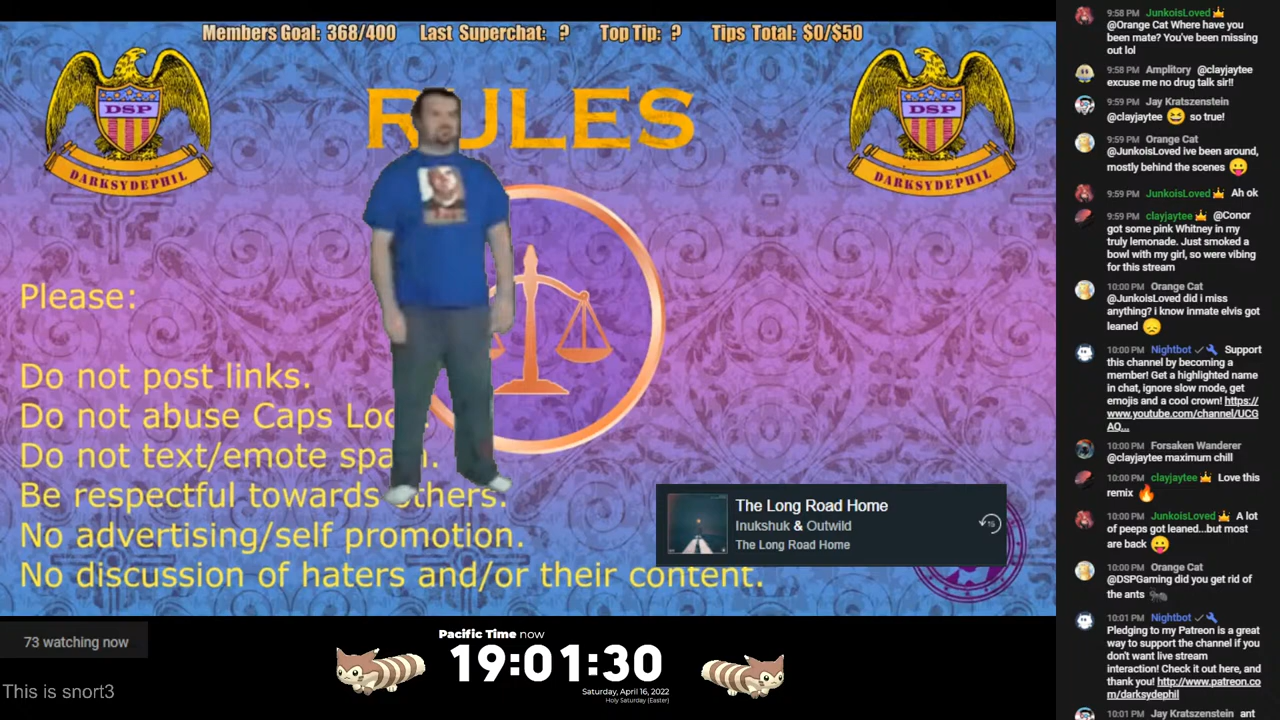 Members Goal: 368/400 Last Superchat: ? Top Tip: ? Tips Total: $0/$50
DSP
DARKSYDEPHIL
RULES
DSP
DARKSYDEPHIL
Please:
Do not post links.
Do not abuse Caps Loc
Do not text/emote spa .
Be respectful towards others.
No advertising/self promotion.
No discussion of haters and/or their content.
The Long Road Home
Inukshuk & Outwild
The Long Road Home
15
73 watching now
This is snort3
Pacific Time now
19:01:30
Saturday, April 16, 2022
Holy Saturday (Easter)
9:58 PM JunkoisLoved
@Orange Cat Where have you
been mate? You've been missing
out lol
9:58 PM Amplitory @clayjaytee
excuse me no drug talk sir!!
9:59 PM Jay Kratszenstein
@clayjaytee 😆 so true!
9:59 PM Orange Cat
@JunkoisLoved ive been around,
mostly behind the scenes 😛
9:59 PM JunkoisLoved Ah ok
9:59 PM clayjaytee @Conor
got some pink Whitney in my
truly lemonade. Just smoked a
bowl with my girl, so were vibing
for this stream
10:00 PM Orange Cat
@JunkoisLoved did i miss
anything? i know inmate elvis got
leaned 😞
10:00 PM Nightbot ✓ Support
this channel by becoming a
member! Get a highlighted name
in chat, ignore slow mode, get
emojis and a cool crown! https://
www.youtube.com/channel/UCG
AQ...
10:00 PM Forsaken Wanderer
@clayjaytee maximum chill
10:00 PM clayjaytee Love this
remix 🔥
10:00 PM JunkoisLoved A lot
of peeps got leaned...but most
are back 😛
10:00 PM Orange Cat
@DSPGaming did you get rid of
the ants 🐜
10:01 PM Nightbot ✓
Pledging to my Patreon is a great
way to support the channel if you
don't want live stream
interaction! Check it out here, and
thank you! http://www.patreon.co
m/darksydephil
10:01 PM Jay Kratszenstein ant